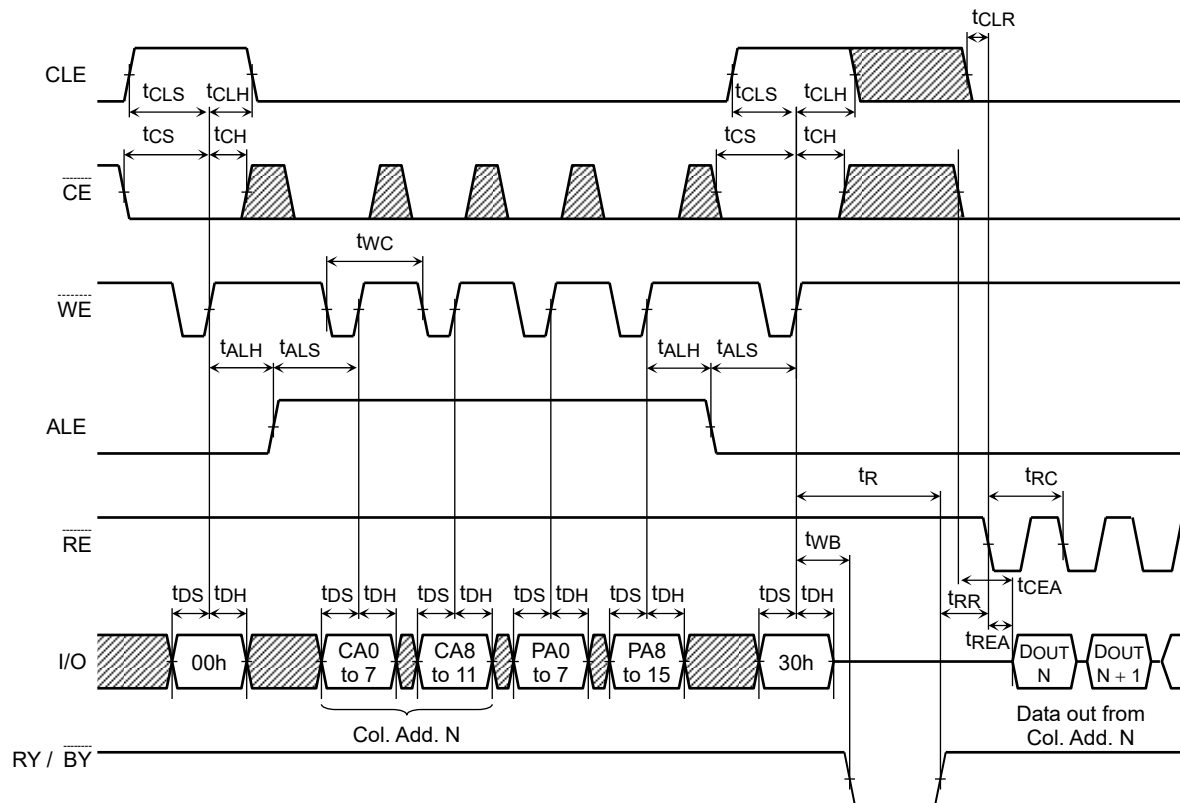 tCLR
CLE
tCLS tCLH tCLS tCLH
tCS tCH tCS tCH
CE
tWC
WE
tALH tALS tALH tALS
ALE
tR tRC
RE
tWB
tDS tDH tDS tDH tDS tDH tDS tDH tDS tDH tDS tDH tRR tCEA
tREA
I/O 00h CA0 to 7 CA8 to 11 PA0 to 7 PA8 to 15 30h DOUT N DOUT N + 1
Col. Add. N
Data out from
Col. Add. N
RY / BY